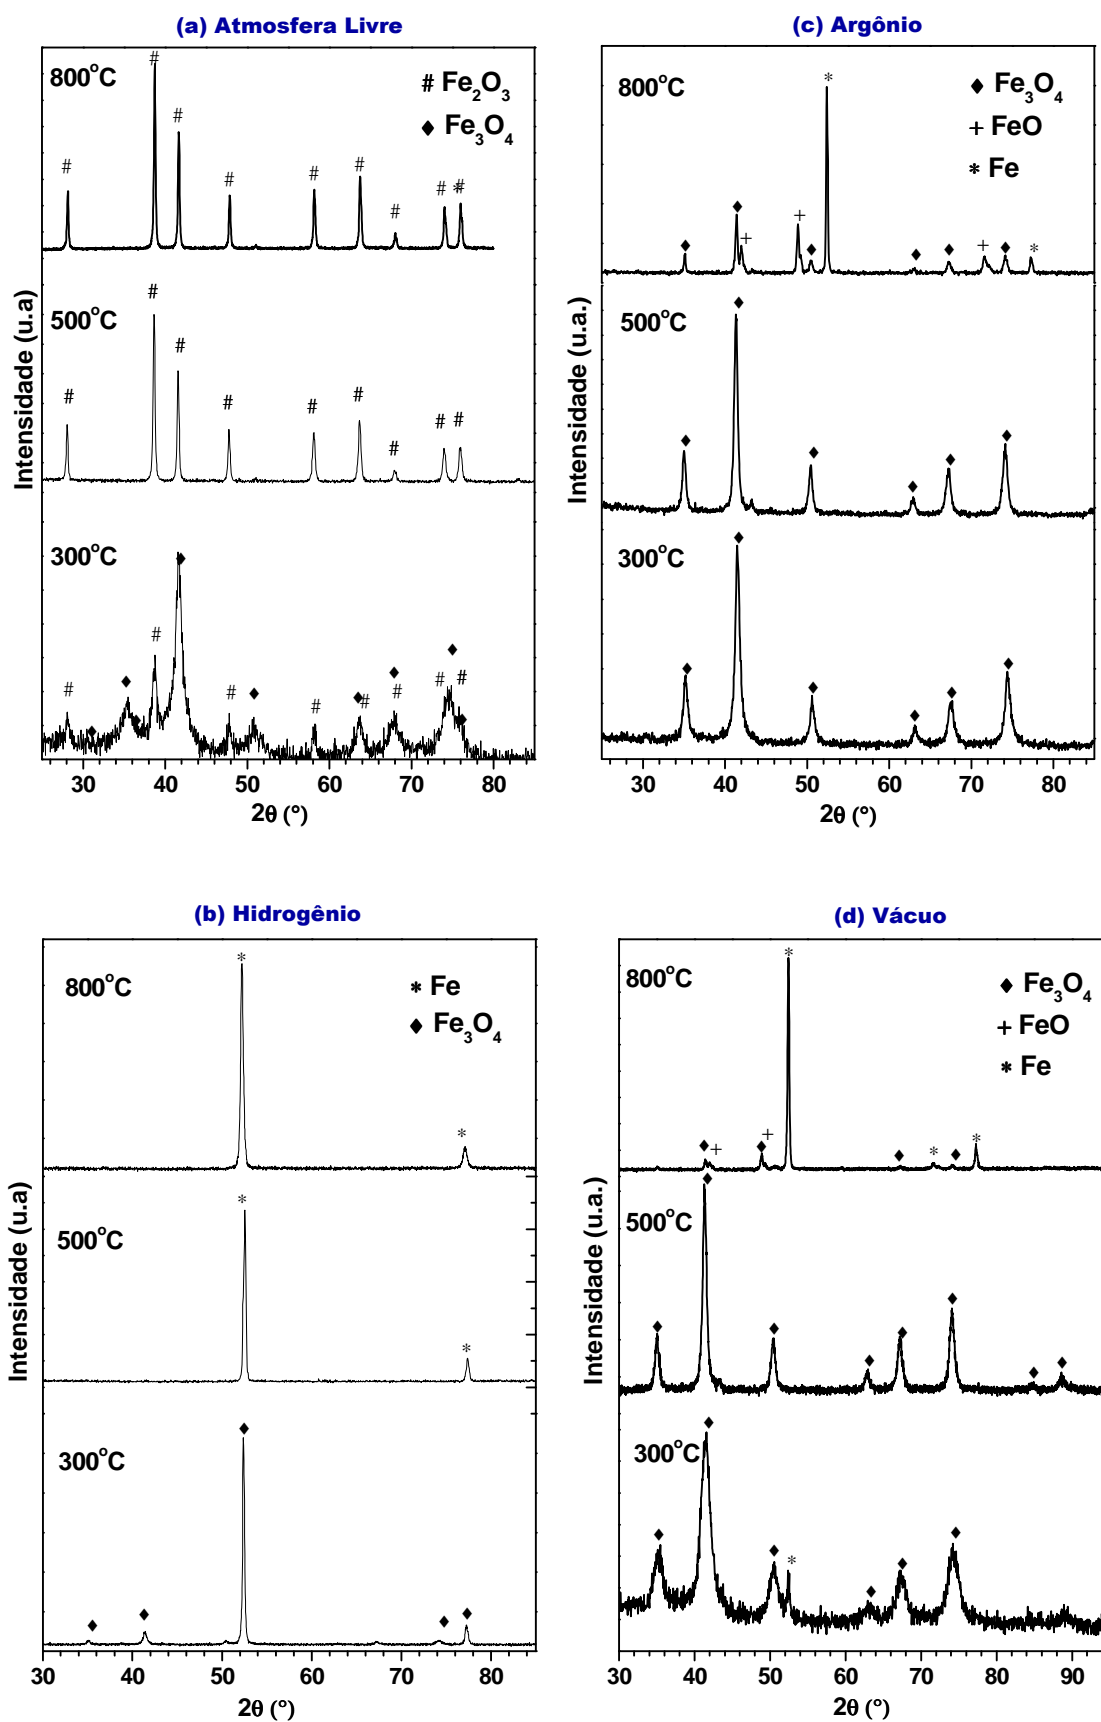 (a) Atmosfera Livre
800°C
# Fe2O3
♦ Fe3O4
500°C
300°C
Intensidade (u.a)
30 40 50 60 70 80
2θ (°)
(c) Argônio
800°C
♦ Fe3O4
+ FeO
* Fe
500°C
300°C
Intensidade (u.a.)
30 40 50 60 70 80
2θ (°)
(b) Hidrogênio
800°C
* Fe
♦ Fe3O4
500°C
300°C
Intensidade (u.a)
30 40 50 60 70 80
2θ (°)
(d) Vácuo
800°C
♦ Fe3O4
+ FeO
* Fe
500°C
300°C
Intensidade (u.a.)
30 40 50 60 70 80 90
2θ (°)